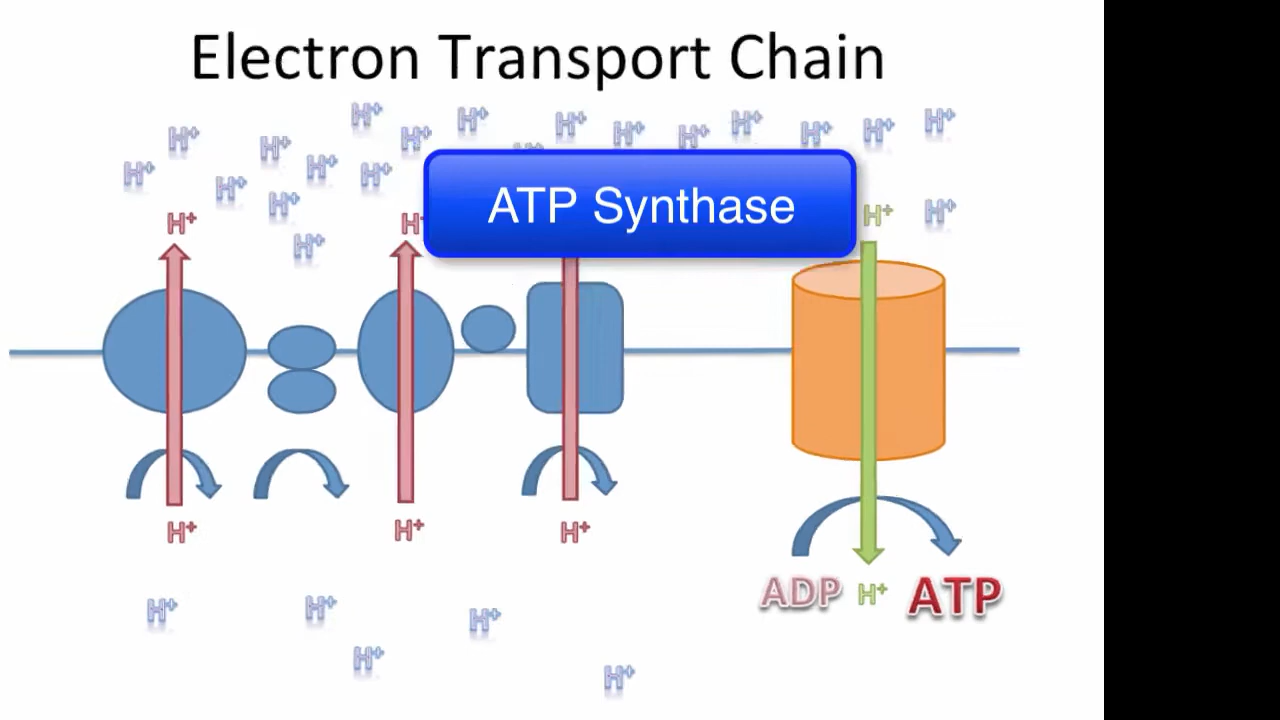 Electron Transport Chain
H⁺ H⁺ H⁺ H⁺ H⁺ H⁺ H⁺ H⁺ H⁺ H⁺ H⁺
H⁺ H⁺ H⁺ H⁺
H⁺ H⁺
ATP Synthase
H⁺ H⁺ H⁺ H⁺
H⁺
H⁺ H⁺ H⁺
ADP H⁺ ATP
H⁺ H⁺ H⁺
H⁺ H⁺